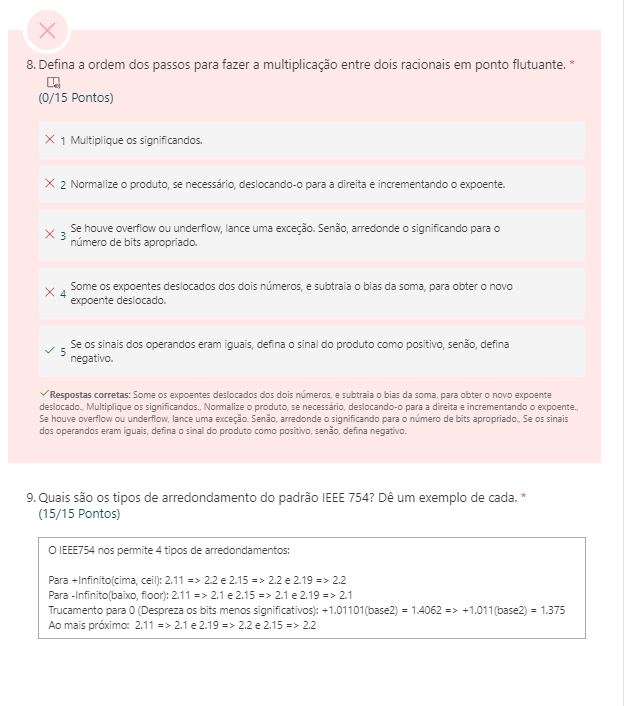 8. Defina a ordem dos passos para fazer a multiplicação entre dois racionais em ponto flutuante. *
(0/15 Pontos)
1 Multiplique os significandos.
2 Normalize o produto, se necessário, deslocando-o para a direita e incrementando o expoente.
3 Se houve overflow ou underflow, lance uma exceção. Senão, arredonde o significando para o
número de bits apropriado.
4 Some os expoentes deslocados dos dois números, e subtraia o bias da soma, para obter o novo
expoente deslocado.
5 Se os sinais dos operandos eram iguais, defina o sinal do produto como positivo, senão, defina
negativo.
Respostas corretas: Some os expoentes deslocados dos dois números, e subtraia o bias da soma, para obter o novo expoente
deslocado., Multiplique os significandos., Normalize o produto, se necessário, deslocando-o para a direita e incrementando o expoente.,
Se houve overflow ou underflow, lance uma exceção. Senão, arredonde o significando para o número de bits apropriado., Se os sinais
dos operandos eram iguais, defina o sinal do produto como positivo, senão, defina negativo.
9. Quais são os tipos de arredondamento do padrão IEEE 754? Dê um exemplo de cada. *
(15/15 Pontos)
O IEEE754 nos permite 4 tipos de arredondamentos:
Para +Infinito(cima, ceil): 2.11 => 2.2 e 2.15 => 2.2 e 2.19 => 2.2
Para -Infinito(baixo, floor): 2.11 => 2.1 e 2.15 => 2.1 e 2.19 => 2.1
Trucamento para 0 (Despreza os bits menos significativos): +1.01101(base2) = 1.4062 => +1.011(base2) = 1.375
Ao mais próximo: 2.11 => 2.1 e 2.19 => 2.2 e 2.15 => 2.2